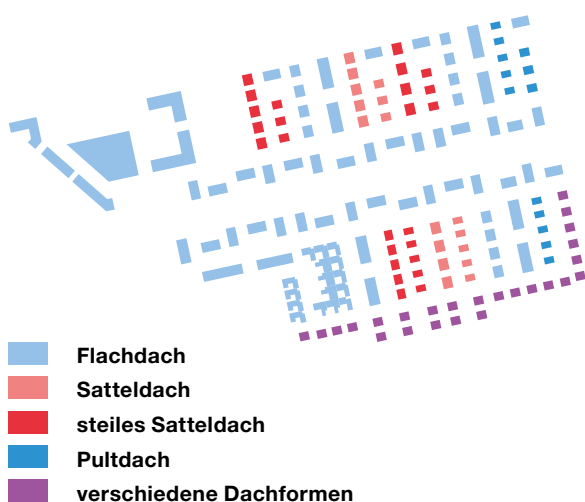 Flachdach
Satteldach
steiles Satteldach
Pultdach
verschiedene Dachformen